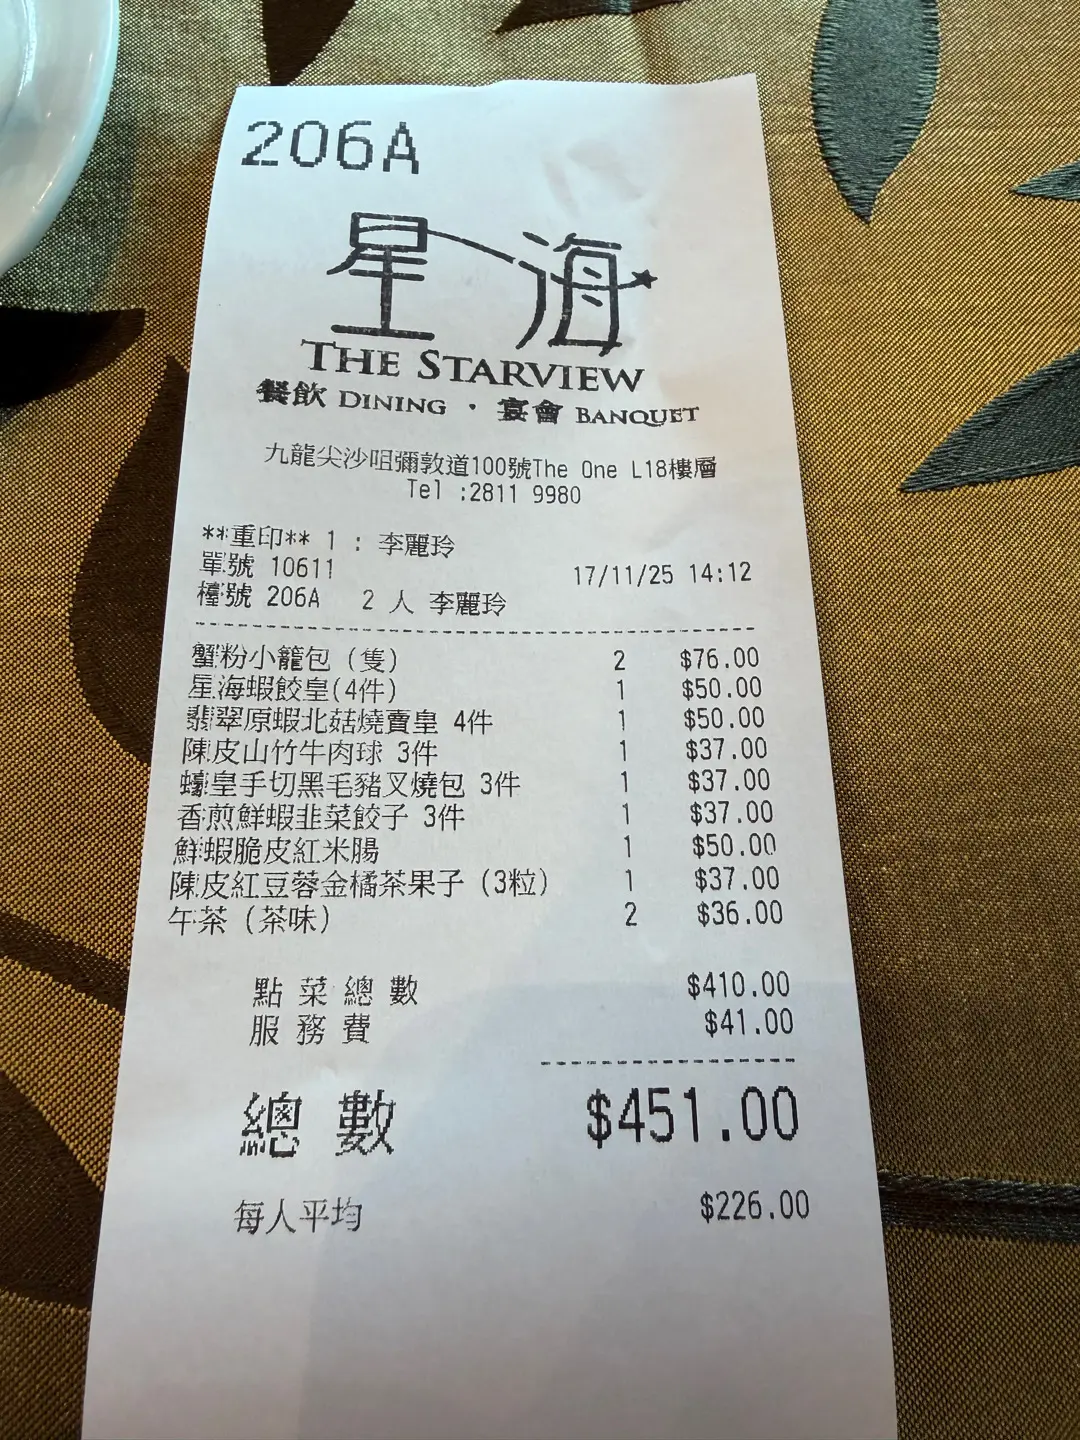 206A
星海
THE STARVIEW
餐飲 DINING · 宴會 BANQUET
九龍尖沙咀彌敦道100號The One L18樓層
Tel :2811 9980
**重印** 1 : 李麗玲
單號 10611 17/11/25 14:12
檯號 206A 2 人 李麗玲
蟹粉小籠包 (隻) 2 $76.00
星海蝦餃皇(4件) 1 $50.00
翡翠原蝦北菇燒賣皇 4件 1 $50.00
陳皮山竹牛肉球 3件 1 $37.00
蠔皇手切黑毛豬叉燒包 3件 1 $37.00
香煎鮮蝦韭菜餃子 3件 1 $37.00
鮮蝦脆皮紅米腸 1 $50.00
陳皮紅豆蓉金橘茶果子 (3粒) 1 $37.00
午茶 (茶味) 2 $36.00
點菜總數 $410.00
服務費 $41.00
總數 $451.00
每人平均 $226.00